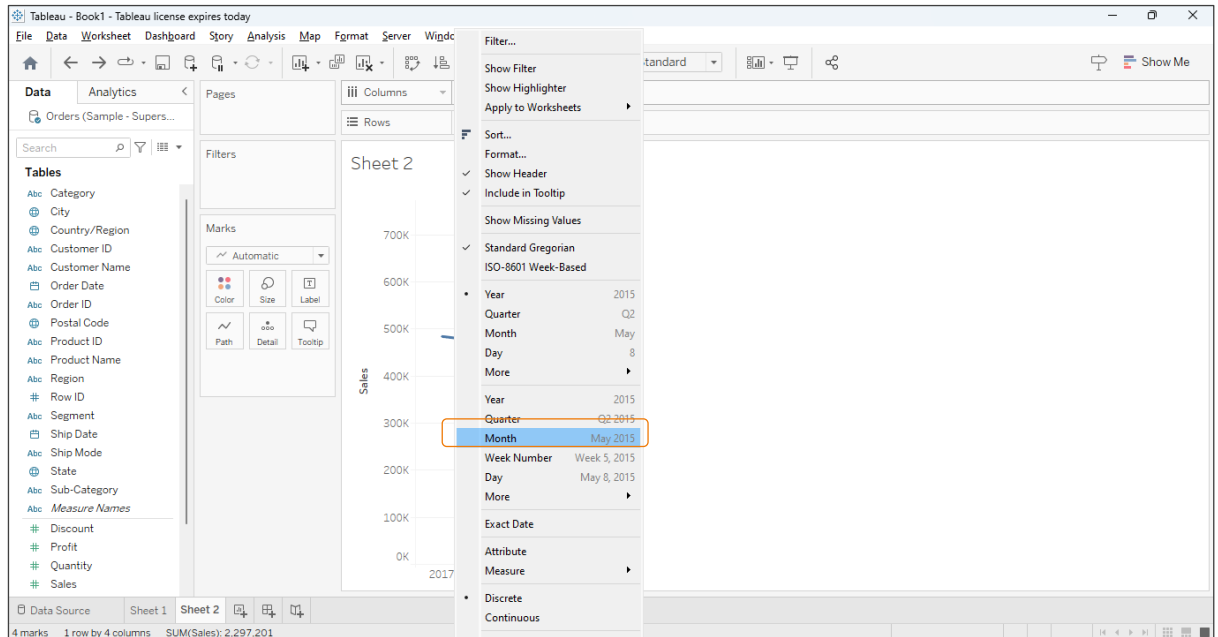 Tableau - Book1 - Tableau license expires today
File Data Worksheet Dashboard Story Analysis Map Format Server
Standard
Show Me
Data Analytics
Orders (Sample - Supers...
Search
Tables
Abc Category
City
Country/Region
Abc Customer ID
Abc Customer Name
Order Date
Abc Order ID
Postal Code
Abc Product ID
Abc Product Name
Abc Region
# Row ID
Abc Segment
Ship Date
Abc Ship Mode
State
Abc Sub-Category
Abc Measure Names
# Discount
# Profit
# Quantity
# Sales
Pages
Filters
Marks
Automatic
Color Size Label
Path Detail Tooltip
Columns
Rows
Sheet 2
Sales
700K
600K
500K
400K
300K
200K
100K
0K
2017
Filter...
Show Filter
Show Highlighter
Apply to Worksheets
Sort...
Format...
Show Header
Include in Tooltip
Show Missing Values
Standard Gregorian
ISO-8601 Week-Based
Year 2015
Quarter Q2
Month May
Day 8
More
Year 2015
Quarter Q2 2015
Month May 2015
Week Number Week 5, 2015
Day May 8, 2015
More
Exact Date
Attribute
Measure
Discrete
Continuous
Data Source Sheet 1 Sheet 2
4 marks 1 row by 4 columns SUM(Sales): 2,297,201